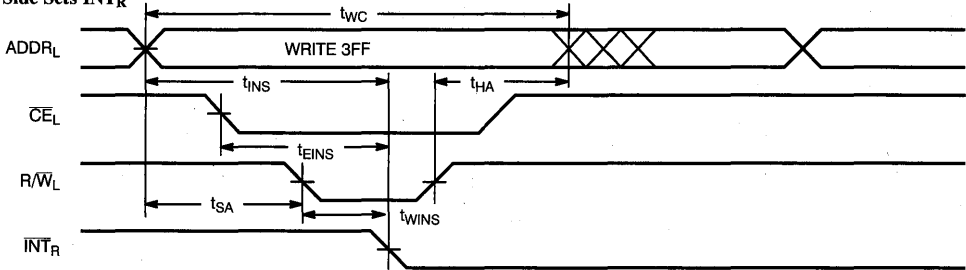 Side Sets INT_R
t_WC
ADDR_L
WRITE 3FF
t_INS
t_HA
CE_L
t_EINS
R/W_L
t_SA
t_WINS
INT_R